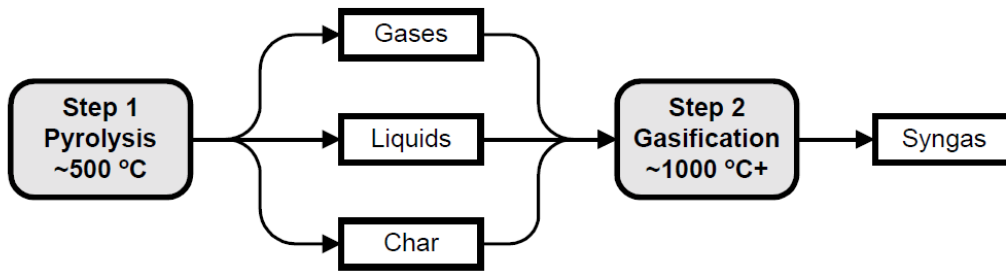 Step 1
Pyrolysis
~500 ºC
Gases
Liquids
Char
Step 2
Gasification
~1000 ºC+
Syngas